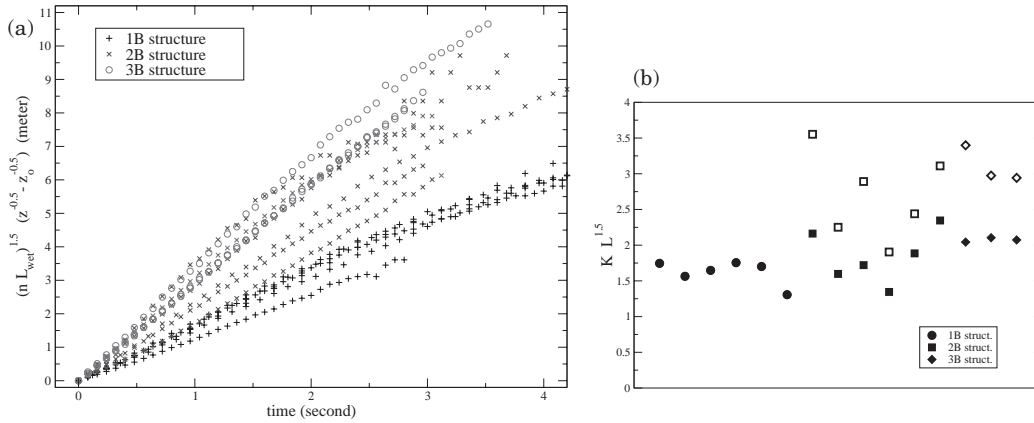 (a)
(n L_wet)^1.5 (z^-0.5 - z_o^-0.5) (meter)
11
10
9
8
7
6
5
4
3
2
1
0
+ 1B structure
× 2B structure
○ 3B structure
0 1 2 3 4
time (second)
(b)
K L^1.5
4
3.5
3
2.5
2
1.5
1
0.5
0
● 1B struct.
■ 2B struct.
◆ 3B struct.